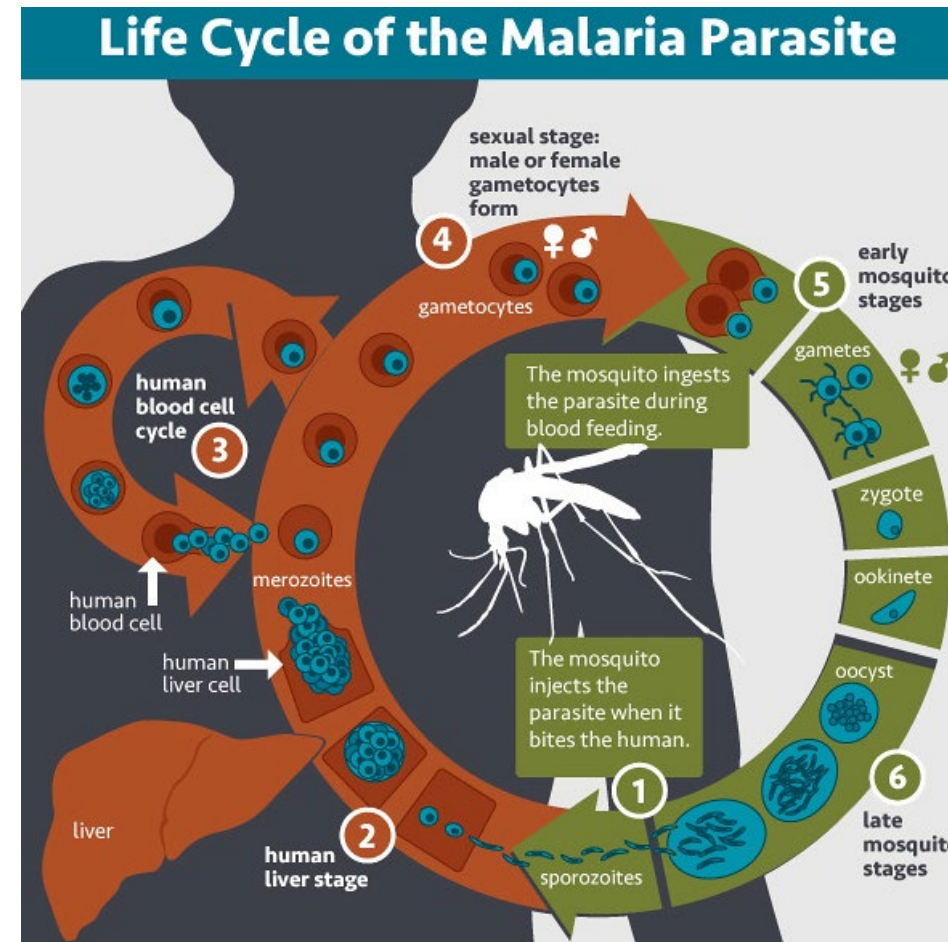 Life Cycle of the Malaria Parasite
sexual stage:
male or female
gametocytes
form
4
gametocytes
5
early
mosquito
stages
gametes
The mosquito ingests
the parasite during
blood feeding.
human
blood cell
cycle
3
zygote
ookinete
merozoites
human
blood cell
human
liver cell
The mosquito
injects the
parasite when it
bites the human.
oocyst
6
late
mosquit
stages
1
liver
2
human
liver stage
sporozoites